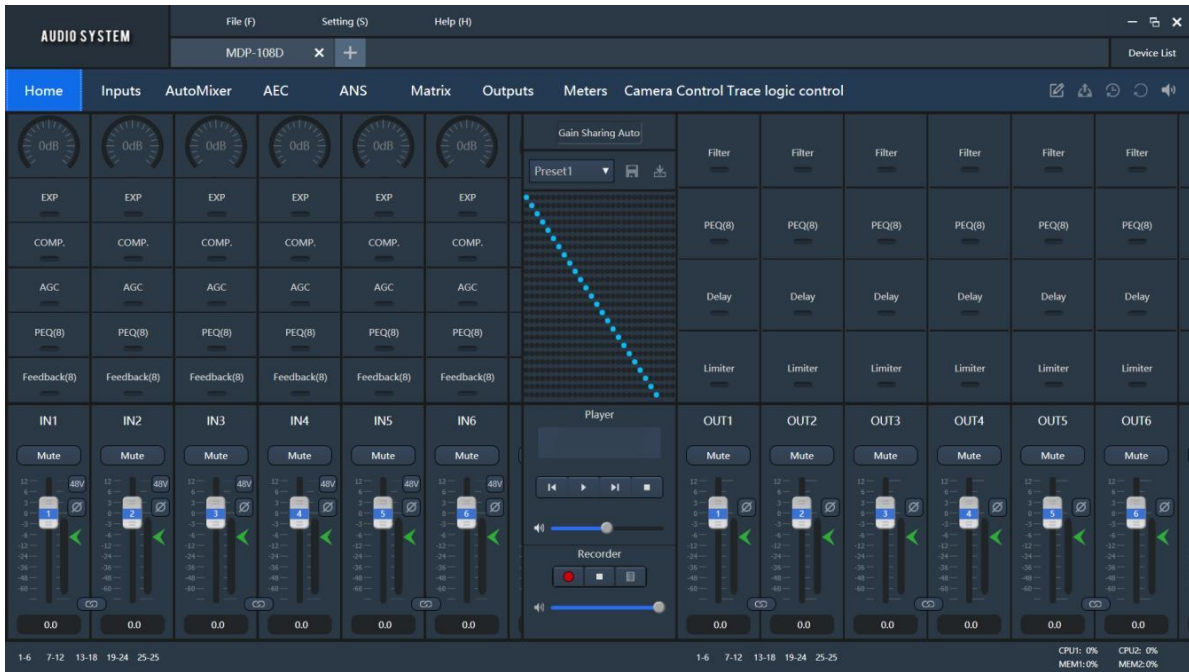 AUDIO SYSTEM
File (F) Setting (S) Help (H)
MDP-108D
Device List
Home Inputs AutoMixer AEC ANS Matrix Outputs Meters Camera Control Trace logic control
0dB 0dB 0dB 0dB 0dB 0dB
Gain Sharing Auto
Filter Filter Filter Filter Filter Filter
Preset1
EXP EXP EXP EXP EXP EXP
PEQ(8) PEQ(8) PEQ(8) PEQ(8) PEQ(8) PEQ(8)
COMP. COMP. COMP. COMP. COMP. COMP.
AGC AGC AGC AGC AGC AGC
Delay Delay Delay Delay Delay Delay
PEQ(8) PEQ(8) PEQ(8) PEQ(8) PEQ(8) PEQ(8)
Limiter Limiter Limiter Limiter Limiter Limiter
Feedback(8) Feedback(8) Feedback(8) Feedback(8) Feedback(8) Feedback(8)
IN1 IN2 IN3 IN4 IN5 IN6
Player
OUT1 OUT2 OUT3 OUT4 OUT5 OUT6
Mute Mute Mute Mute Mute Mute
Mute Mute Mute Mute Mute Mute
48V 48V 48V 48V 48V 48V
1 2 3 4 5 6
1 2 3 4 5 6
Recorder
0.0 0.0 0.0 0.0 0.0 0.0
0.0 0.0 0.0 0.0 0.0 0.0
1-6 7-12 13-18 19-24 25-25
1-6 7-12 13-18 19-24 25-25
CPU1: 0% CPU2: 0%
MEM1:0% MEM2:0%